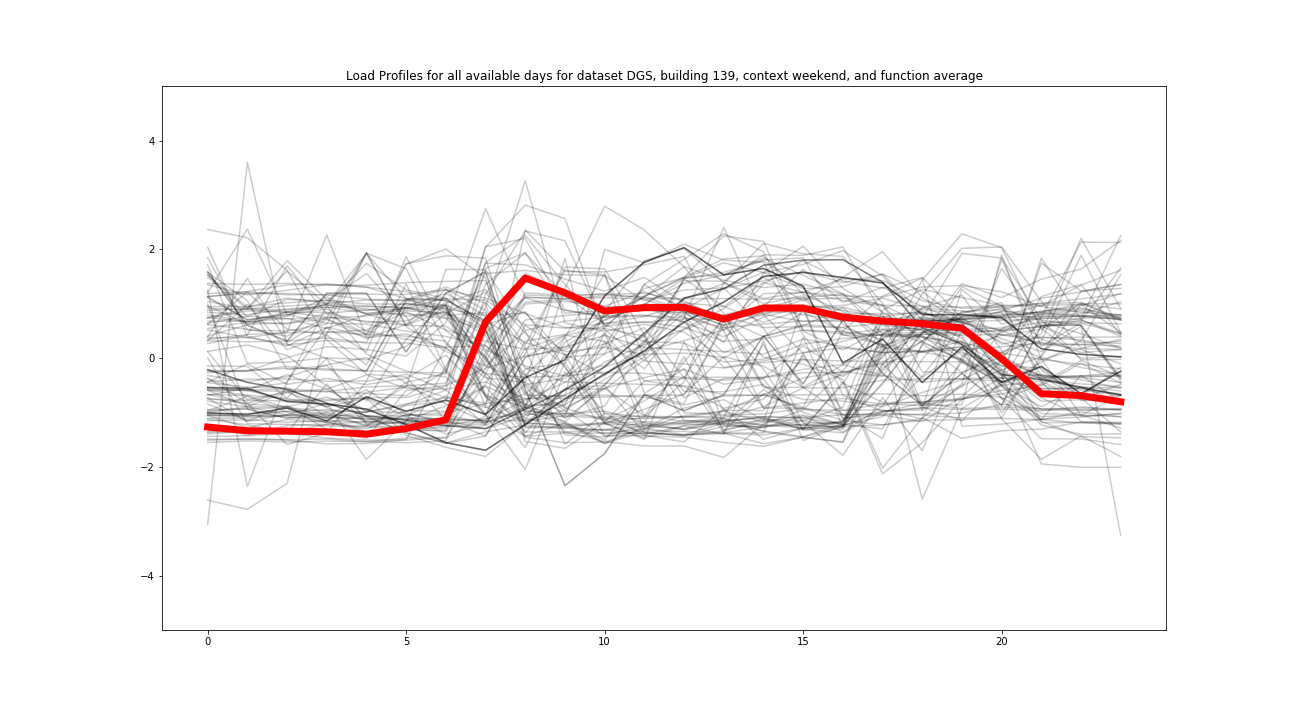 Load Profiles for all available days for dataset DGS, building 139, context weekend, and function average
4
2
0
−2
−4
0 5 10 15 20